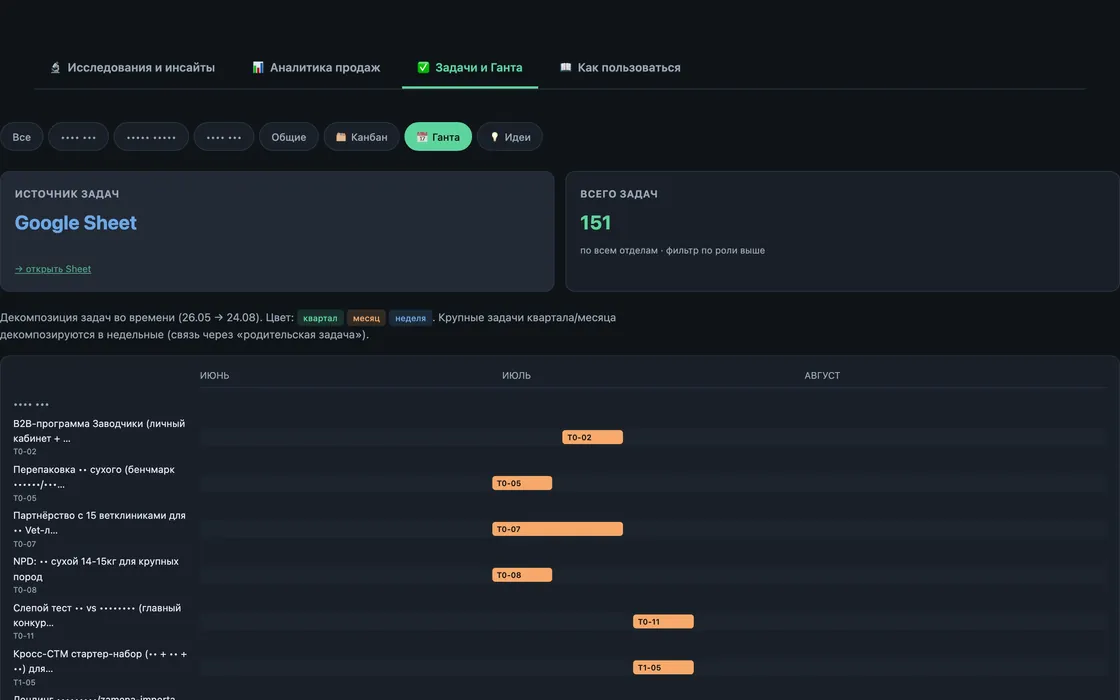 Исследования и инсайты
Аналитика продаж
Задачи и Ганта
Как пользоваться
Все
•••• •••
••••• •••••
•••• •••
Общие
Канбан
Ганта
Идеи
ИСТОЧНИК ЗАДАЧ
Google Sheet
→ открыть Sheet
ВСЕГО ЗАДАЧ
151
по всем отделам · фильтр по роли выше
Декомпозиция задач во времени (26.05 → 24.08). Цвет: квартал месяц неделя. Крупные задачи квартала/месяца
декомпозируются в недельные (связь через «родительская задача»).
ИЮНЬ ИЮЛЬ АВГУСТ
•••• •••
B2B-программа Заводчики (личный
кабинет + ...
T0-02
T0-02
Перепаковка •• сухого (бенчмарк
••••••/•••...
T0-05
T0-05
Партнёрство с 15 ветклиниками для
•• Vet-л...
T0-07
T0-07
NPD: •• сухой 14-15кг для крупных
пород
T0-08
T0-08
Слепой тест •• vs •••••••• (главный
конкур...
T0-11
T0-11
Кросс-СТМ стартер-набор (•• + •• +
••) для...
T1-05
T1-05